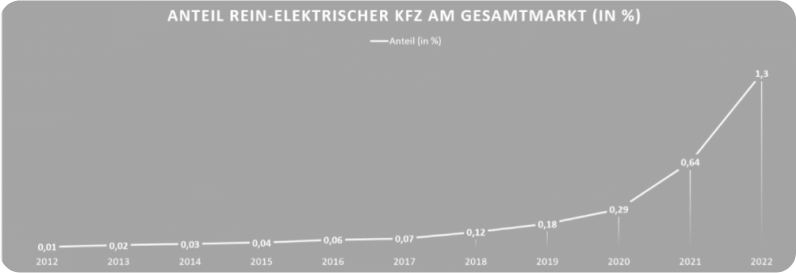 ANTEIL REIN-ELEKTRISCHER KFZ AM GESAMTMARKT (IN %)
Anteil (in %)
0,01 0,02 0,03 0,04 0,06 0,07 0,12 0,18 0,29 0,64 1,3
2012 2013 2014 2015 2016 2017 2018 2019 2020 2021 2022